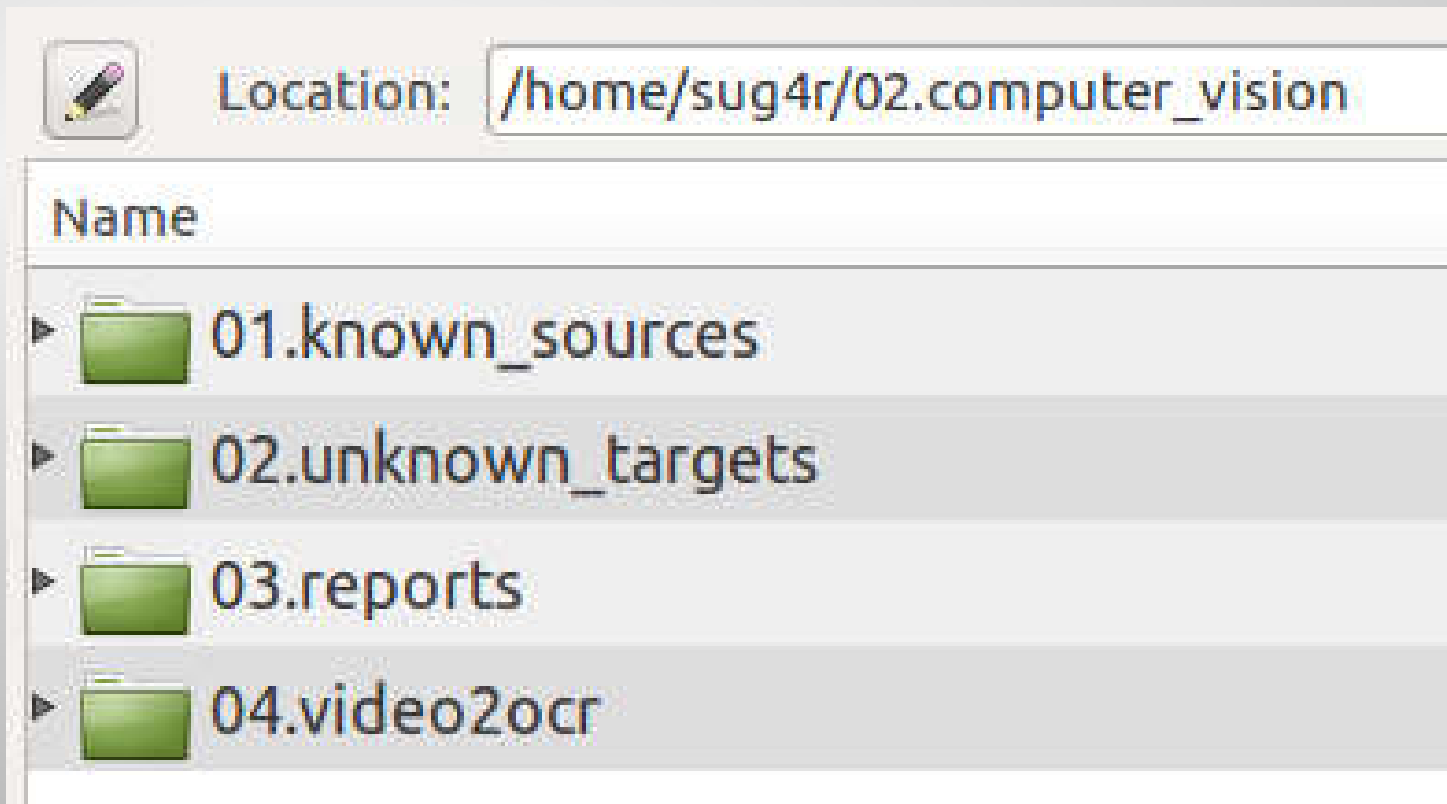 Location: /home/sug4r/02.computer_vision
Name
01.known_sources
02.unknown_targets
03.reports
04.video2ocr